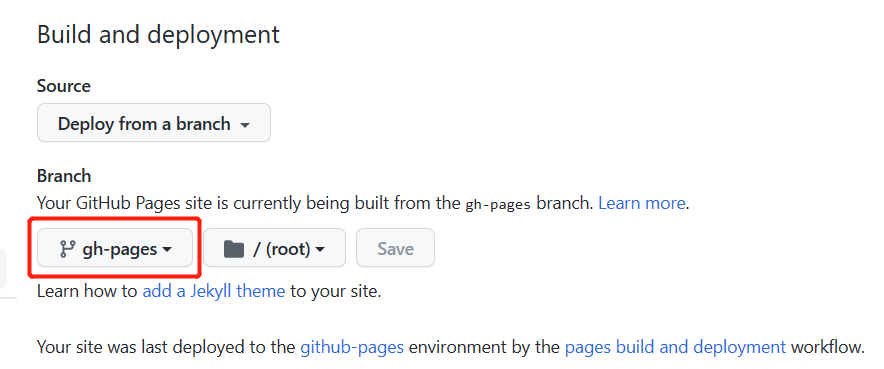 Build and deployment
Source
Deploy from a branch
Branch
Your GitHub Pages site is currently being built from the gh-pages branch. Learn more.
gh-pages / (root) Save
Learn how to add a Jekyll theme to your site.
Your site was last deployed to the github-pages environment by the pages build and deployment workflow.